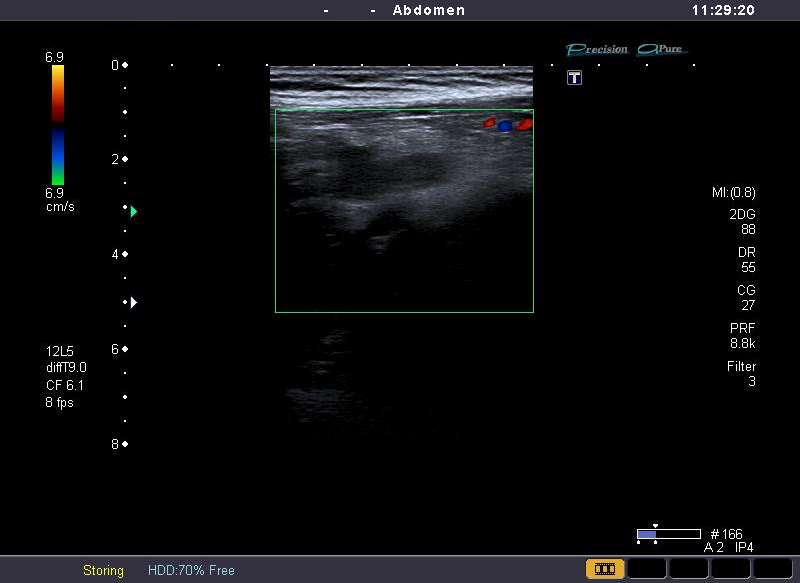 - - Abdomen 11:29:20
Precision APure
T
6.9
6.9
cm/s
0
2
4
6
8
MI:(0.8)
2DG
88
DR
55
CG
27
PRF
8.8k
Filter
3
12L5
diffT9.0
CF 6.1
8 fps
#166
A 2 IP4
Storing HDD:70% Free